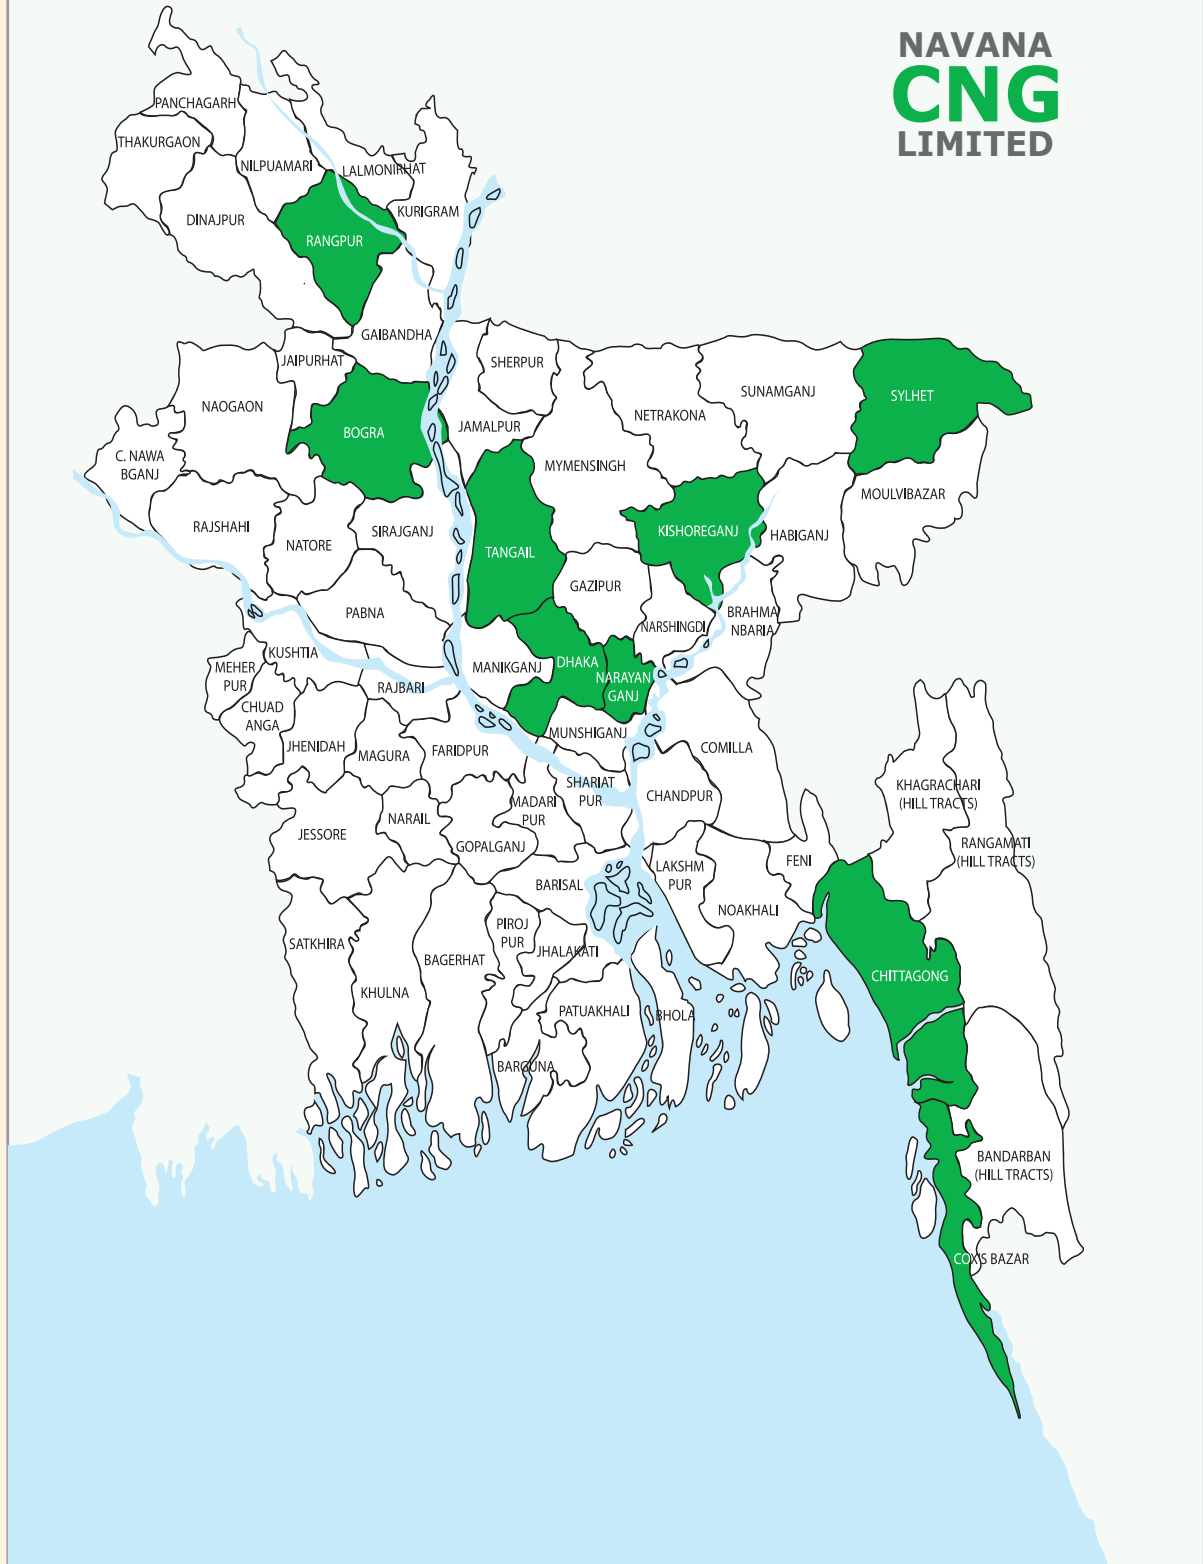 NAVANA
CNG
LIMITED
PANCHAGARH
THAKURGAON
NILPUAMARI
LALMONIRHAT
DINAJPUR
KURIGRAM
RANGPUR
GAIBANDHA
JAIPURHAT
SHERPUR
SUNAMGANJ
SYLHET
NAOGAON
NETRAKONA
BOGRA
JAMALPUR
C. NAWA
BGANJ
MYMENSINGH
MOULVIBAZAR
RAJSHAHI
NATORE
SIRAJGANJ
TANGAIL
KISHOREGANJ
HABIGANJ
GAZIPUR
PABNA
NARSHINGDI
BRAHMA
NBARIA
KUSHTIA
MEHER
PUR
MANIKGANJ
DHAKA
NARAYAN
GANJ
RAJBARI
CHUAD
ANGA
JHENIDAH
MAGURA
FARIDPUR
MUNSHIGANJ
COMILLA
SHARIAT
PUR
CHANDPUR
KHAGRACHARI
(HILL TRACTS)
MADARI
PUR
JESSORE
NARAIL
GOPALGANJ
RANGAMATI
(HILL TRACTS)
FENI
LAKSHM
PUR
BARISAL
NOAKHALI
PIROJ
PUR
SATKHIRA
JHALAKATI
BAGERHAT
CHITTAGONG
KHULNA
PATUAKHALI
BHOLA
BARGUNA
BANDARBAN
(HILL TRACTS)
COX'S BAZAR